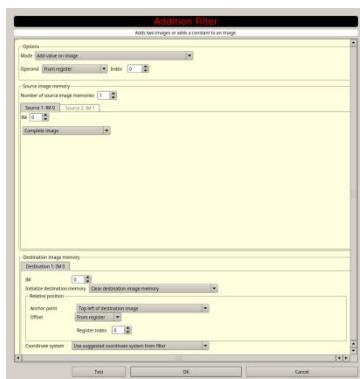 Addition Filter
Adds two images or adds a constant to an image.
Options
Mode Add value on image
Operand From register Index 0
Source image memory
Number of source image memories 1
Source 1: IM 0 Source 2: IM 1
IM 0
Complete image
Destination image memory
Destination 1: IM 0
IM 0
Initialize destination memory Clear destination image memory
Relative position
Anchor point Top left of destination image
Offset From register
Register index 0
Coordinate system Use suggested coordinate system from filter
Test OK Cancel